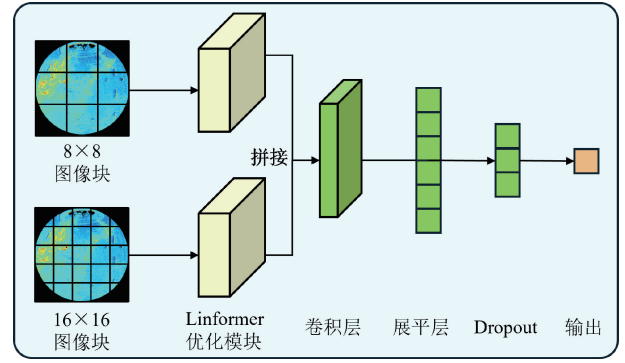 8×8
图像块
拼接
16×16
图像块
Linformer
优化模块
卷积层
展平层
Dropout
输出